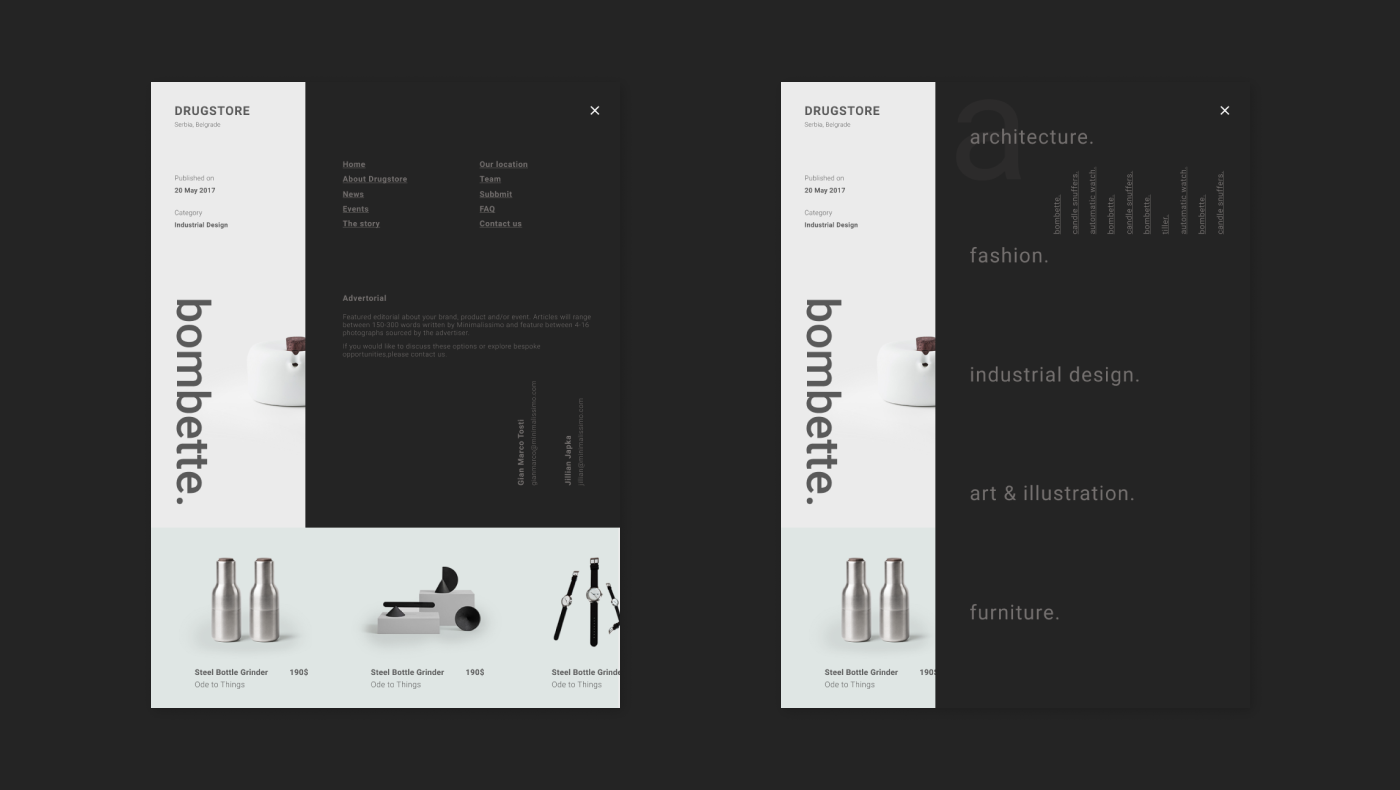 DRUGSTORE
Serbia, Belgrade
Published on
20 May 2017
Category
Industrial Design
bombette.
Home
About Drugstore
News
Events
The story
Our location
Team
Subbmit
FAQ
Contact us
Advertorial
Featured editorial about your brand, product and/or event. Articles will range
between 150-300 words written by Minimalissimo and feature between 4-16
photographs sourced by the advertiser.
If you would like to discuss these options or explore bespoke
opportunities,please contact us.
Gian Marco Tosti
gianmarco@minimalissimo.com
Jillian Japka
jillian@minimalissimo.com
Steel Bottle Grinder 190$
Ode to Things
Steel Bottle Grinder 190$
Ode to Things
Steel Bottle Grinde
Ode to Things
DRUGSTORE
Serbia, Belgrade
Published on
20 May 2017
Category
Industrial Design
bombette.
Steel Bottle Grinder 190$
Ode to Things
a
architecture.
bombette.
candle snuffers.
automatic watch.
bombette.
candle snuffers.
bombette.
tiller.
automatic watch.
bombette.
candle snuffers.
fashion.
industrial design.
art & illustration.
furniture.